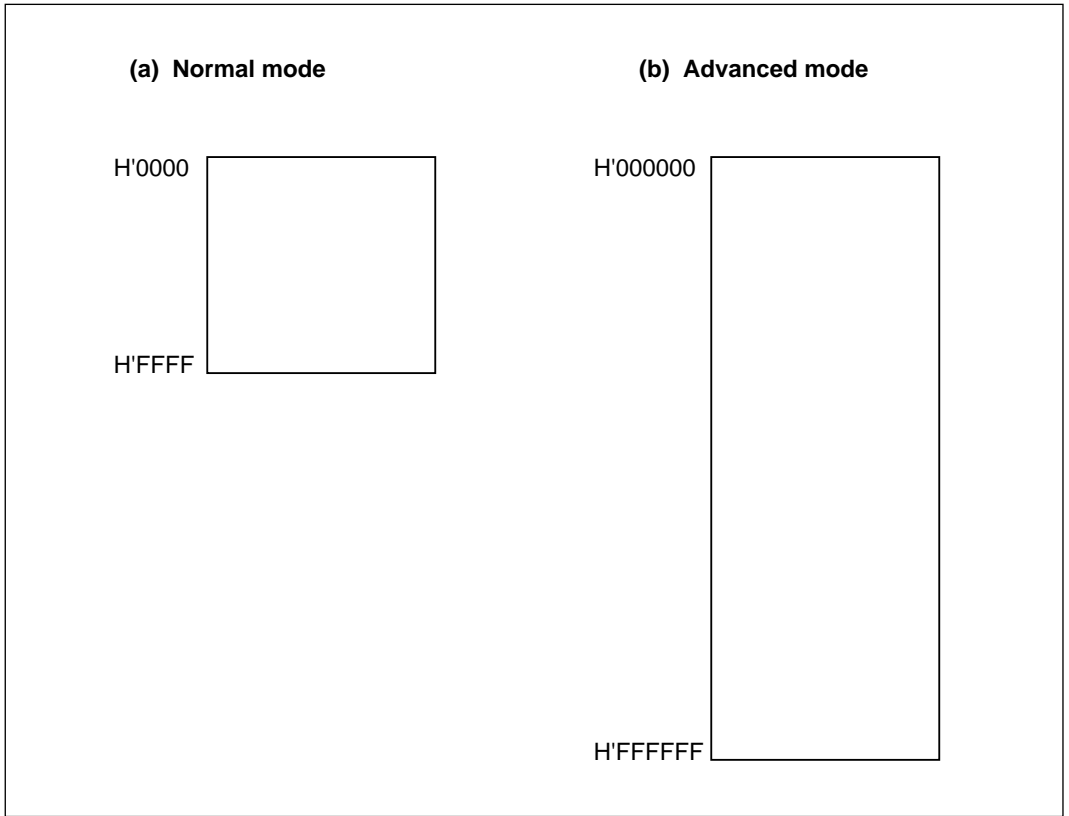 (a) Normal mode
H'0000
H'FFFF
(b) Advanced mode
H'000000
H'FFFFFF